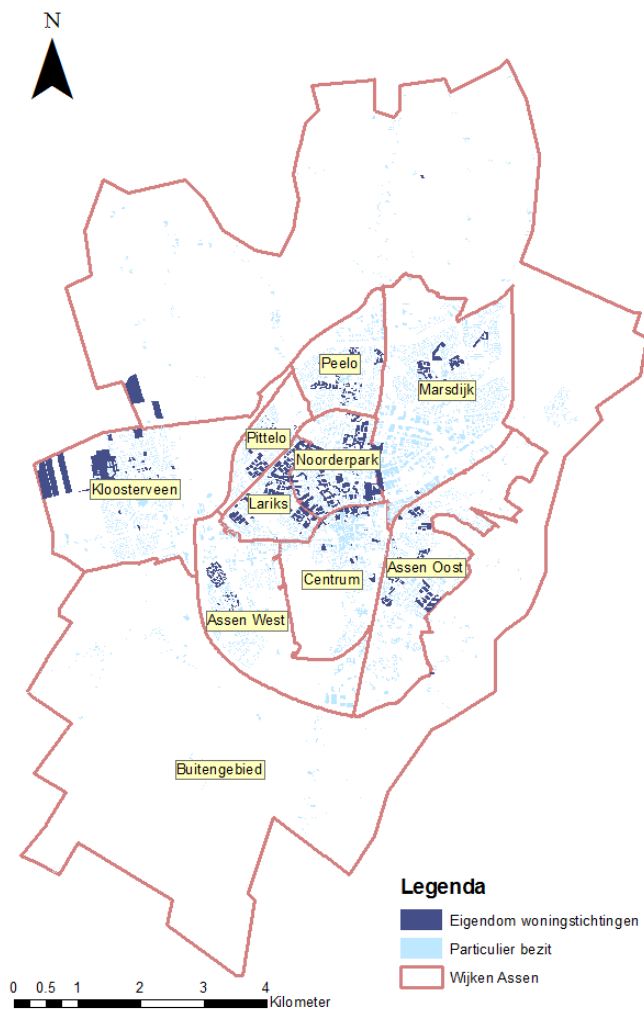 N
Peelo
Marsdijk
Pittelo
Noorderpark
Kloosterveen
Lariks
Assen Oost
Centrum
Assen West
Buitengebied
Legenda
Eigendom woningstichtingen
Particulier bezit
Wijken Assen
0 0.5 1 2 3 4
Kilometer